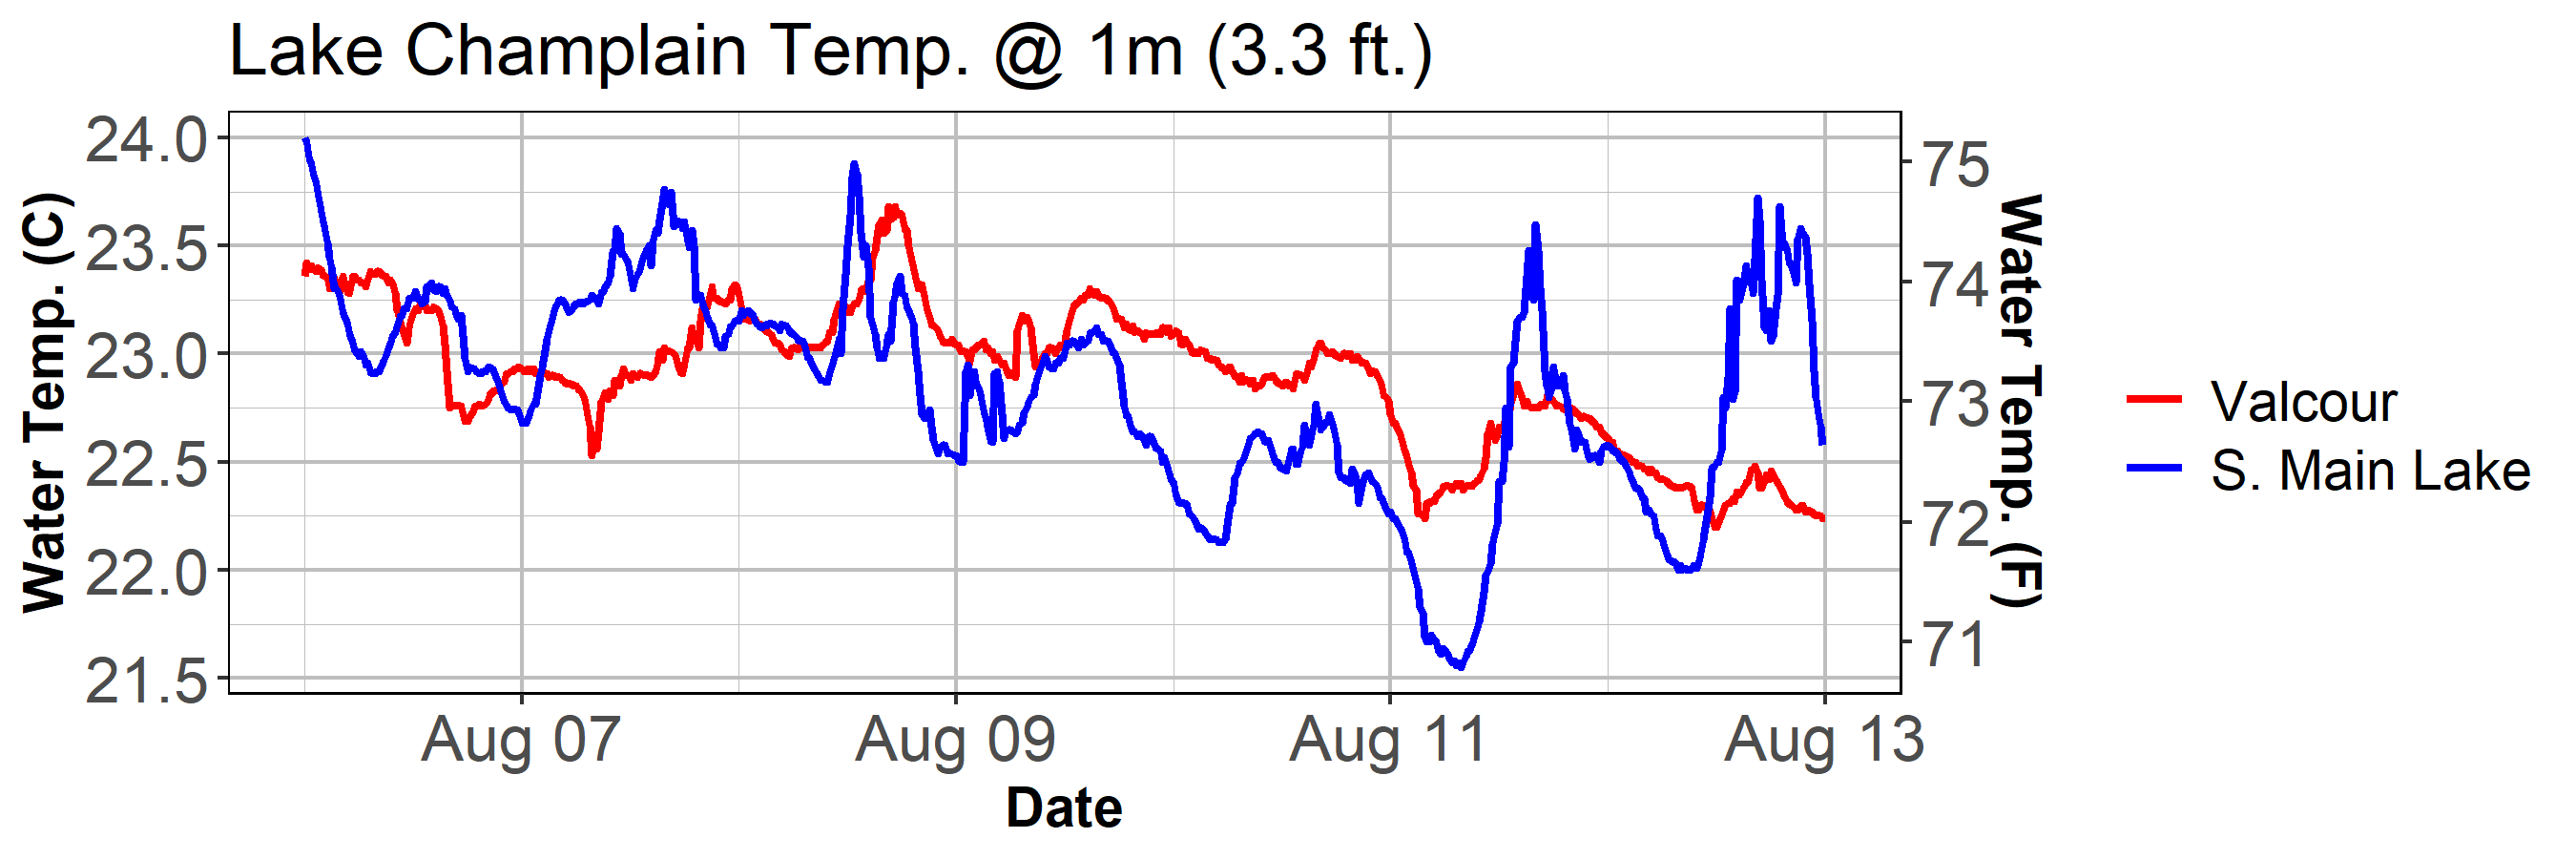 Lake Champlain Temp. @ 1m (3.3 ft.)
Water Temp. (C)
24.0
23.5
23.0
22.5
22.0
21.5
75
74
73
72
71
Water Temp. (F)
Aug 07
Aug 09
Aug 11
Aug 13
Date
Valcour
S. Main Lake